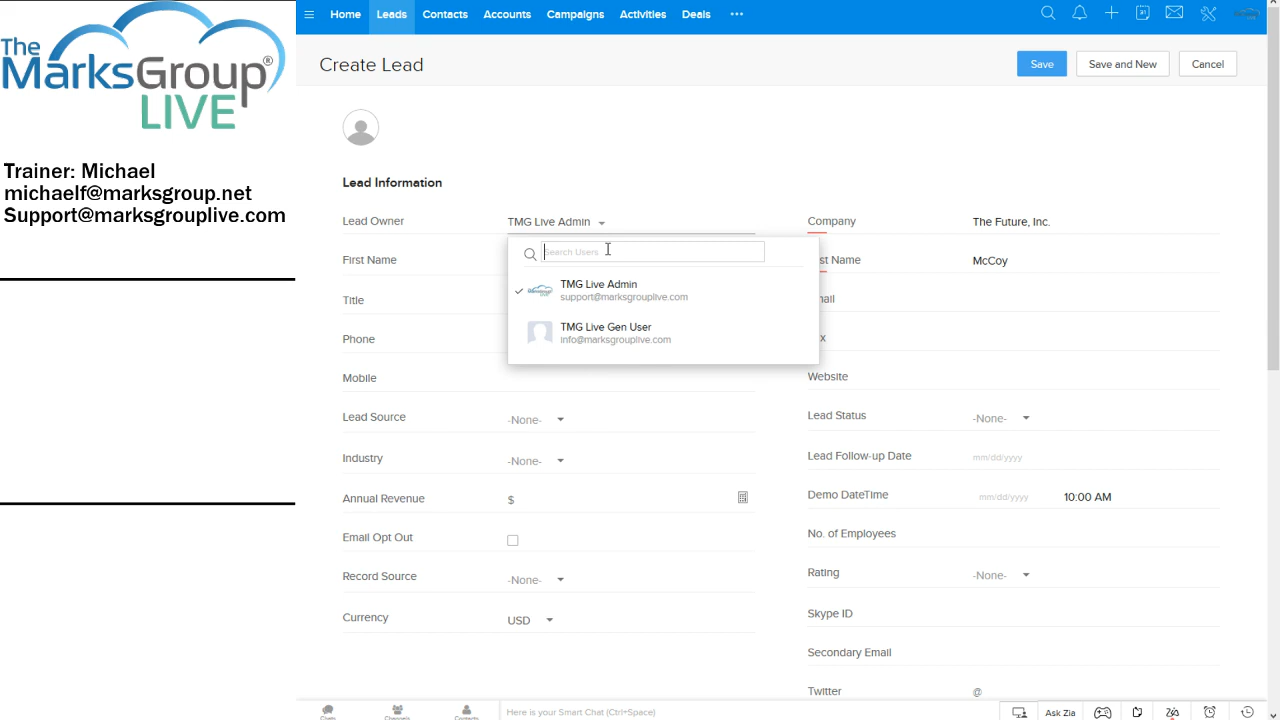 The
MarksGroup®
LIVE
Trainer: Michael
michaelf@marksgroup.net
Support@marksgrouplive.com
Home Leads Contacts Accounts Campaigns Activities Deals •••
31
Create Lead
Save Save and New Cancel
Lead Information
Lead Owner TMG Live Admin Company The Future, Inc.
Search Users
First Name st Name McCoy
TMG Live Admin
support@marksgrouplive.com
Title ail
TMG Live Gen User
info@marksgrouplive.com
Phone x
Mobile Website
Lead Source -None- Lead Status -None-
Industry -None- Lead Follow-up Date mm/dd/yyyy
Annual Revenue $ Demo DateTime mm/dd/yyyy 10:00 AM
Email Opt Out No. of Employees
Record Source -None- Rating -None-
Currency USD Skype ID
Secondary Email
Twitter @
Chats Channels Contacts Here is your Smart Chat (Ctrl+Space) Ask Zia